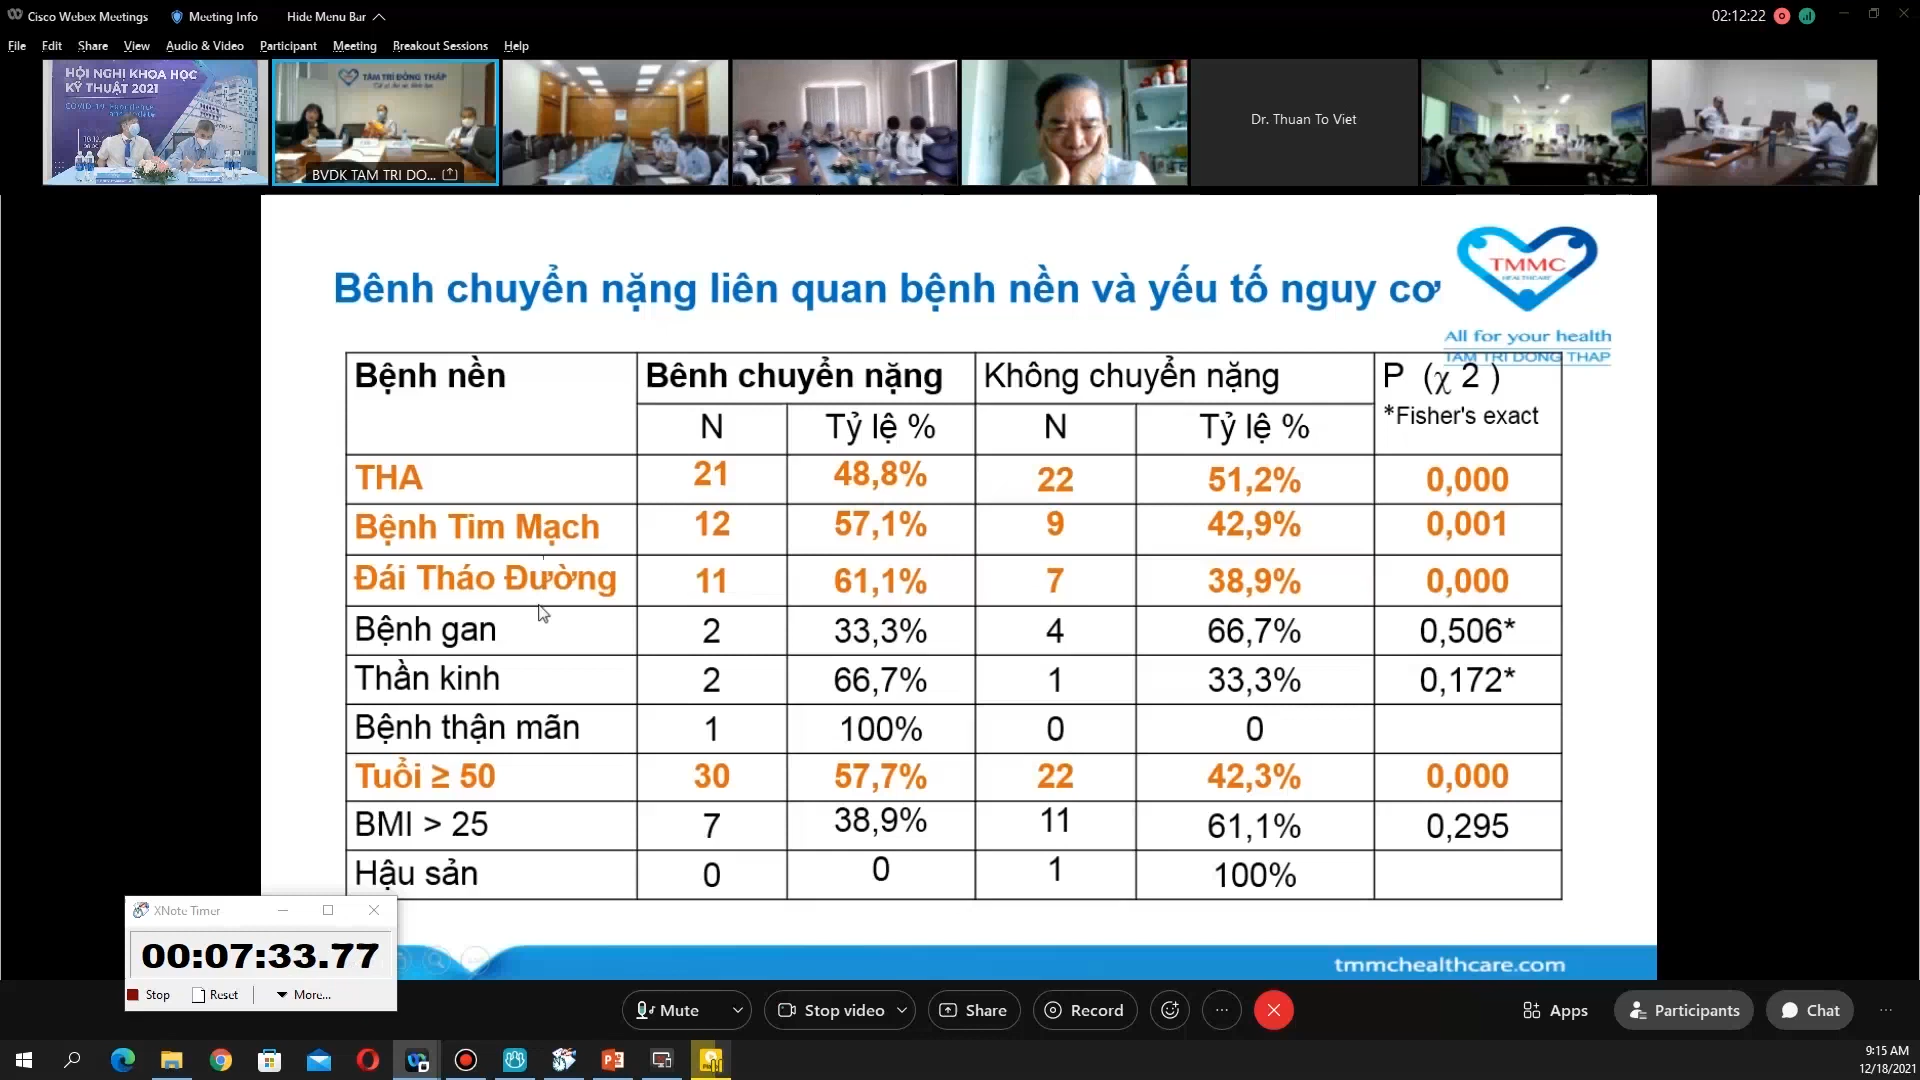 Cisco Webex Meetings
Meeting Info
Hide Menu Bar
02:12:22
File Edit Share View Audio & Video Participant Meeting Breakout Sessions Help
HỘI NGHỊ KHOA HỌC
KỸ THUẬT 2021
TÂM TRÍ ĐỒNG THÁP
BVDK TAM TRI DO...
Dr. Thuan To Viet
Bênh chuyển nặng liên quan bệnh nền và yếu tố nguy cơ
TMMC
HEALTHCARE
All for your health
TAM TRI DONG THAP
Bệnh nền Bênh chuyển nặng Không chuyển nặng P (χ 2 )
*Fisher's exact
N Tỷ lệ % N Tỷ lệ %
THA 21 48,8% 22 51,2% 0,000
Bệnh Tim Mạch 12 57,1% 9 42,9% 0,001
Đái Tháo Đường 11 61,1% 7 38,9% 0,000
Bệnh gan 2 33,3% 4 66,7% 0,506*
Thần kinh 2 66,7% 1 33,3% 0,172*
Bệnh thận mãn 1 100% 0 0
Tuổi ≥ 50 30 57,7% 22 42,3% 0,000
BMI > 25 7 38,9% 11 61,1% 0,295
Hậu sản 0 0 1 100%
XNote Timer
00:07:33.77
Stop Reset More...
tmmchealthcare.com
Mute Stop video Share Record Apps Participants Chat
9:15 AM
12/18/2021